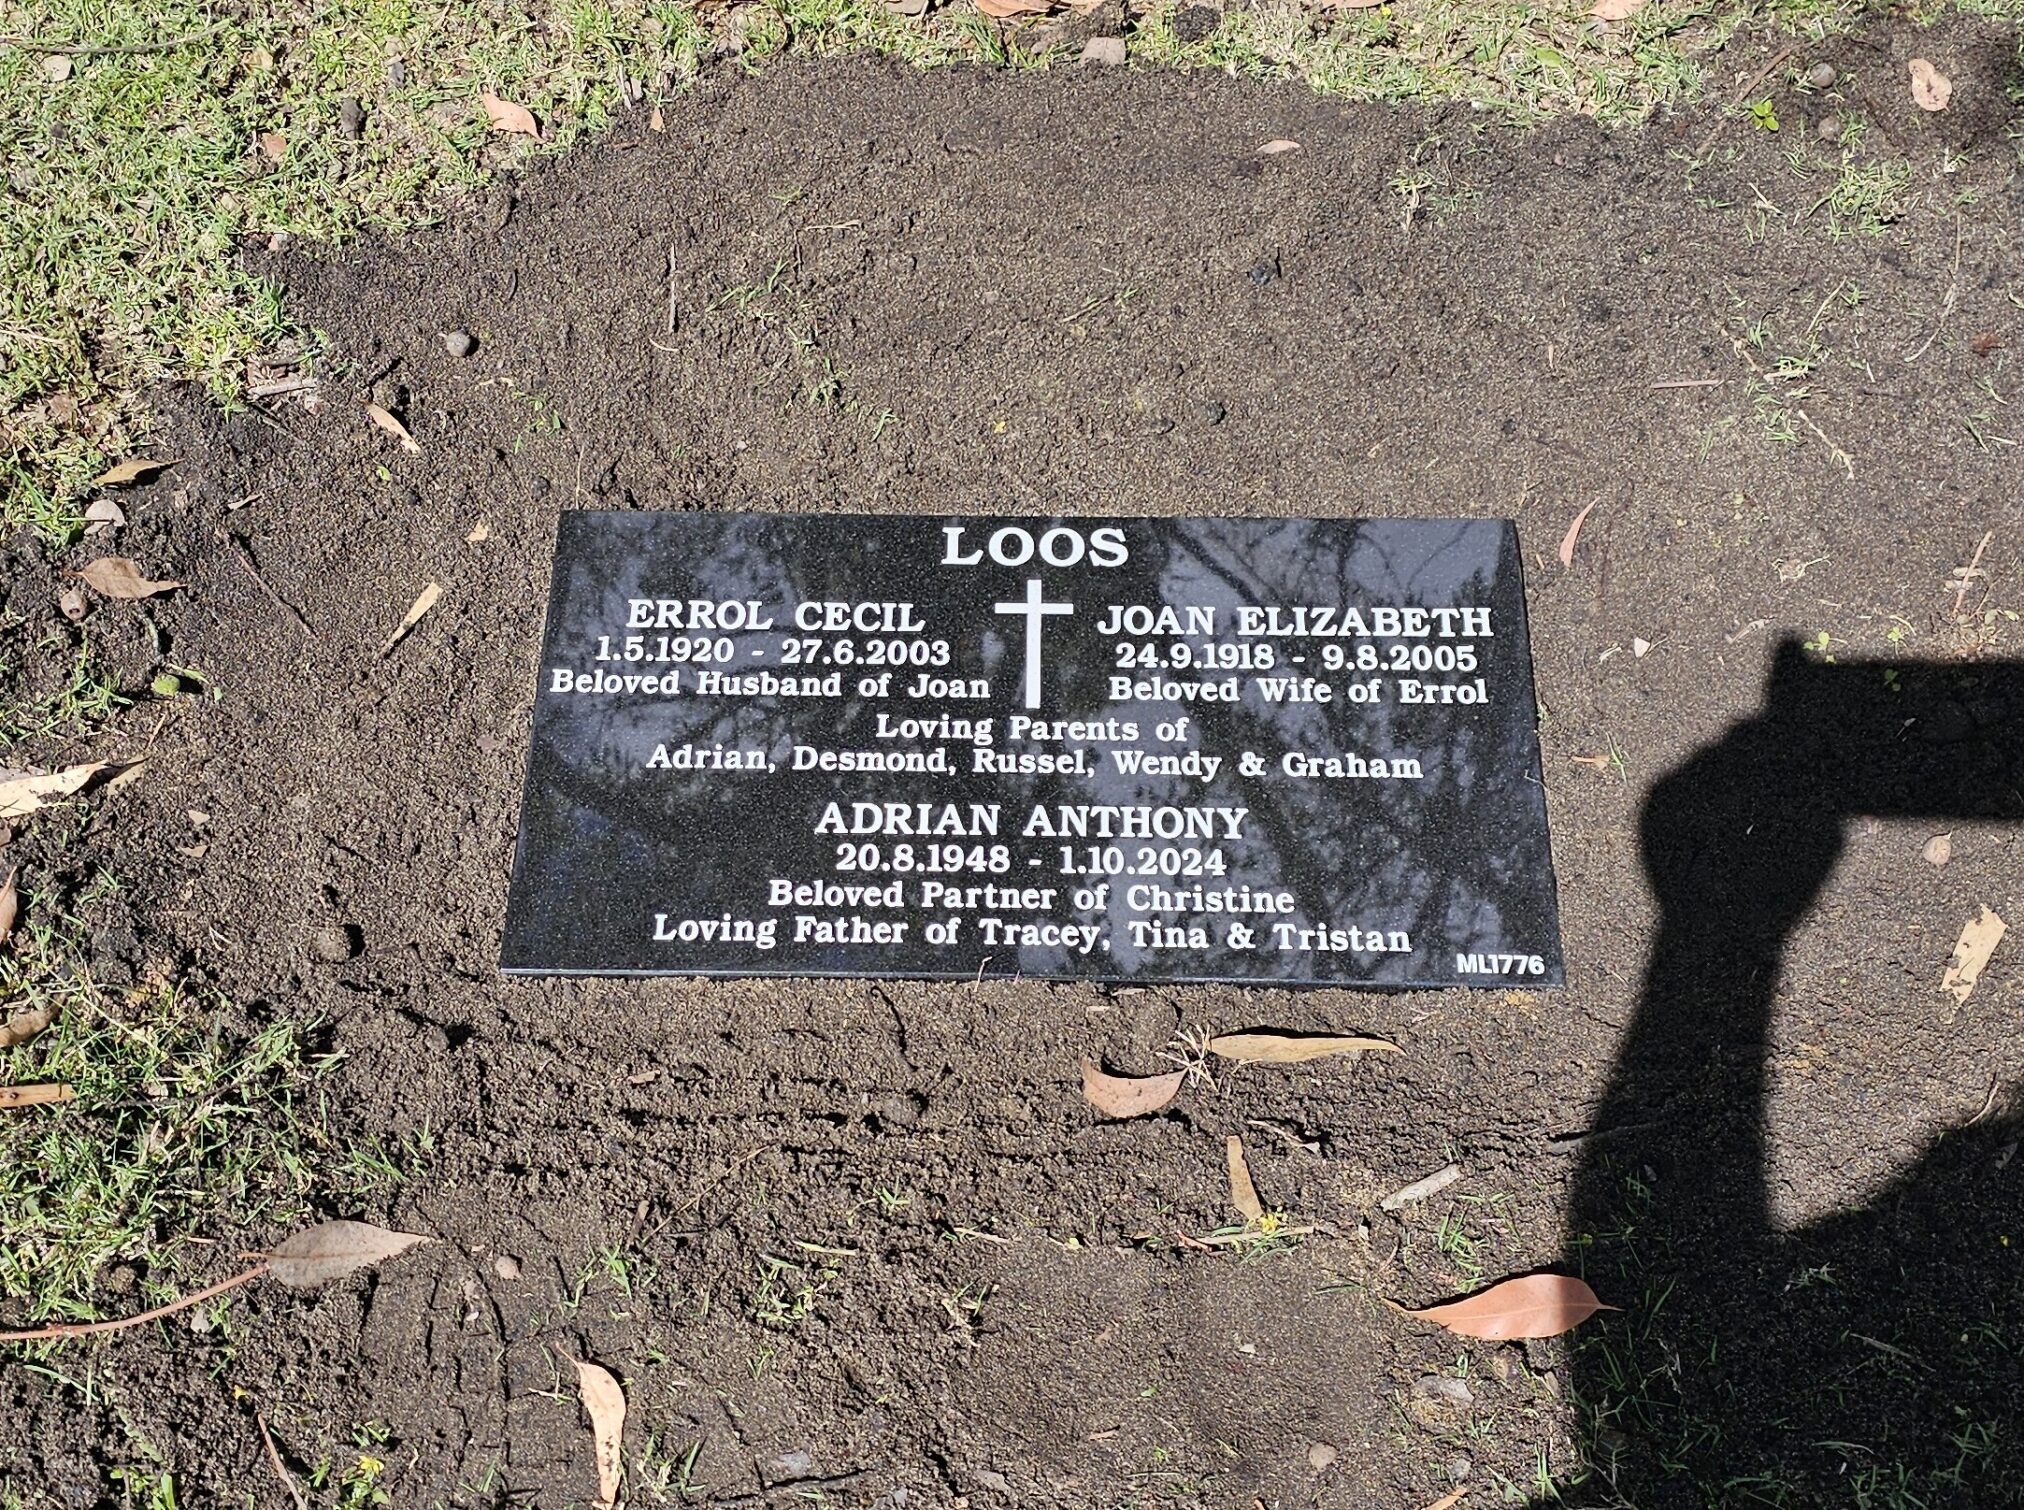 LOOS
ERRoL CECIL
1.5.1920 - 27.6.2003
Beloved Husband of Joan
JOAN ELIZABETH
24.9.1918 - 9.8.2005
Beloved Wife of Errol
Loving Parents of
Adrian, Desmond, Russel, Wendy & Graham
ADRIAN ANTHONY
20.8.1948 - 1.10.2024
Beloved Partner of Christine
Loving Father of Tracey, Tina & Tristan
ML1776